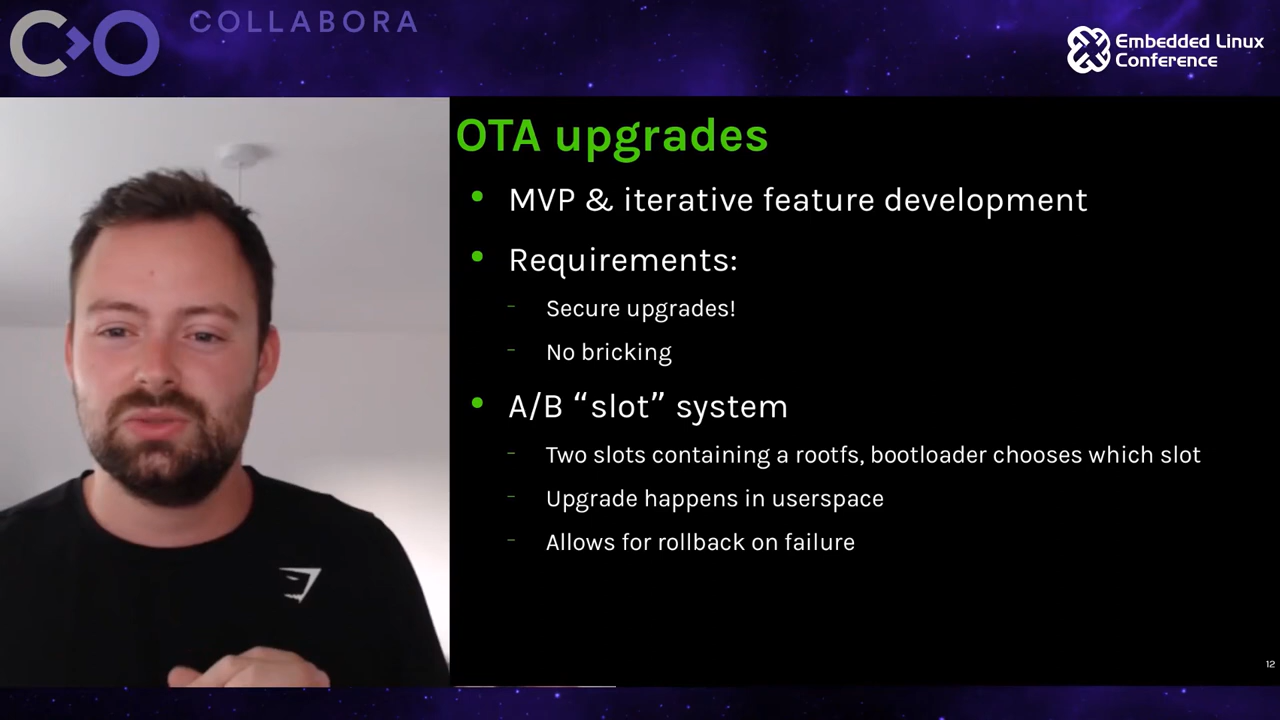 COLLABORA
Embedded Linux
Conference
OTA upgrades
MVP & iterative feature development
Requirements:
Secure upgrades!
No bricking
A/B “slot” system
Two slots containing a rootfs, bootloader chooses which slot
Upgrade happens in userspace
Allows for rollback on failure
12